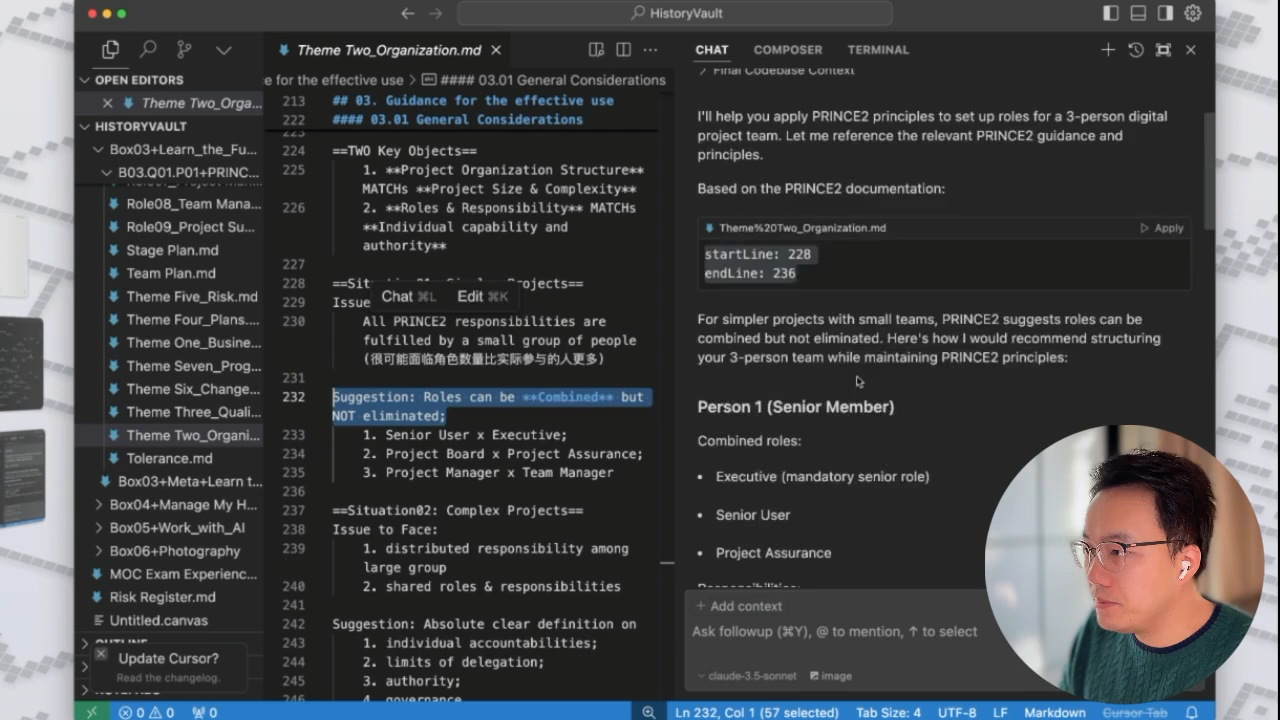 HistoryVault
Theme Two_Organization.md
CHAT
COMPOSER
TERMINAL
OPEN EDITORS
Theme Two_Orga...
HISTORYVAULT
Box03+Learn_the_Fu...
B03.Q01.P01+PRINC...
Role08_Team Mana...
Role09_Project Su...
Stage Plan.md
Team Plan.md
Theme Five_Risk.md
Theme Four_Plans....
Theme One_Busine...
Theme Seven_Prog...
Theme Six_Change...
Theme Three_Quali...
Theme Two_Organi...
Tolerance.md
Box03+Meta+Learn t...
Box04+Manage My H...
Box05+Work_with_AI
Box06+Photography
MOC Exam Experienc...
Risk Register.md
Untitled.canvas
OUTLINE
Update Cursor?
Read the changelog.
e for the effective use > #### 03.01 General Considerations
213 ## 03. Guidance for the effective use
222 #### 03.01 General Considerations
223
224 ==TWO Key Objects==
225 1. **Project Organization Structure**
MATCHs **Project Size & Complexity**
226 2. **Roles & Responsibility** MATCHs
**Individual capability and
authority**
227
228 ==Sit Projects==
229 Issue
Chat ⌘L Edit ⌘K
230 All PRINCE2 responsibilities are
fulfilled by a small group of people
(很可能面临角色数量比实际参与的人更多)
231
232 Suggestion: Roles can be **Combined** but
NOT eliminated;
233 1. Senior User x Executive;
234 2. Project Board x Project Assurance;
235 3. Project Manager x Team Manager
236
237 ==Situation02: Complex Projects==
238 Issue to Face:
239 1. distributed responsibility among
large group
240 2. shared roles & responsibilities
241
242 Suggestion: Absolute clear definition on
243 1. individual accountabilities;
244 2. limits of delegation;
245 3. authority;
246 4. governance
Final Codebase Context
I'll help you apply PRINCE2 principles to set up roles for a 3-person digital
project team. Let me reference the relevant PRINCE2 guidance and
principles.
Based on the PRINCE2 documentation:
Theme%20Two_Organization.md
Apply
startLine: 228
endLine: 236
For simpler projects with small teams, PRINCE2 suggests roles can be
combined but not eliminated. Here's how I would recommend structuring
your 3-person team while maintaining PRINCE2 principles:
Person 1 (Senior Member)
Combined roles:
• Executive (mandatory senior role)
• Senior User
• Project Assurance
Responsibilities:
+ Add context
Ask followup (⌘Y), @ to mention, ↑ to select
claude-3.5-sonnet image
0 0 0
Ln 232, Col 1 (57 selected) Tab Size: 4 UTF-8 LF Markdown Cursor Tab